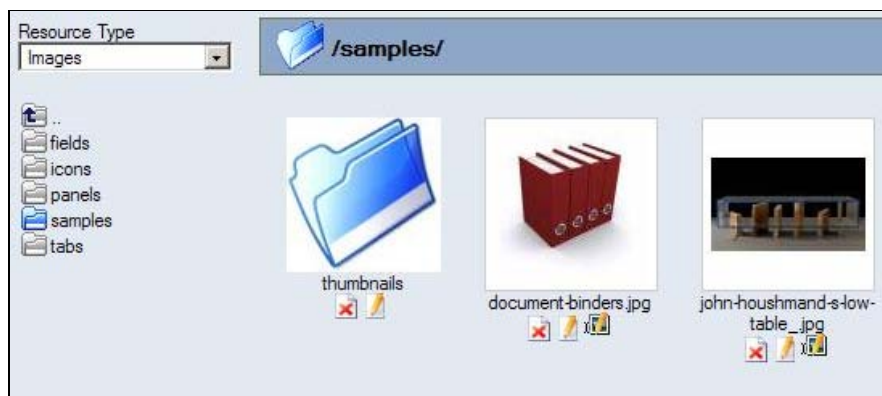 Resource Type
Images
/samples/
..
fields
icons
panels
samples
tabs
thumbnails
document-binders.jpg
john-houshmand-s-low-
table_.jpg